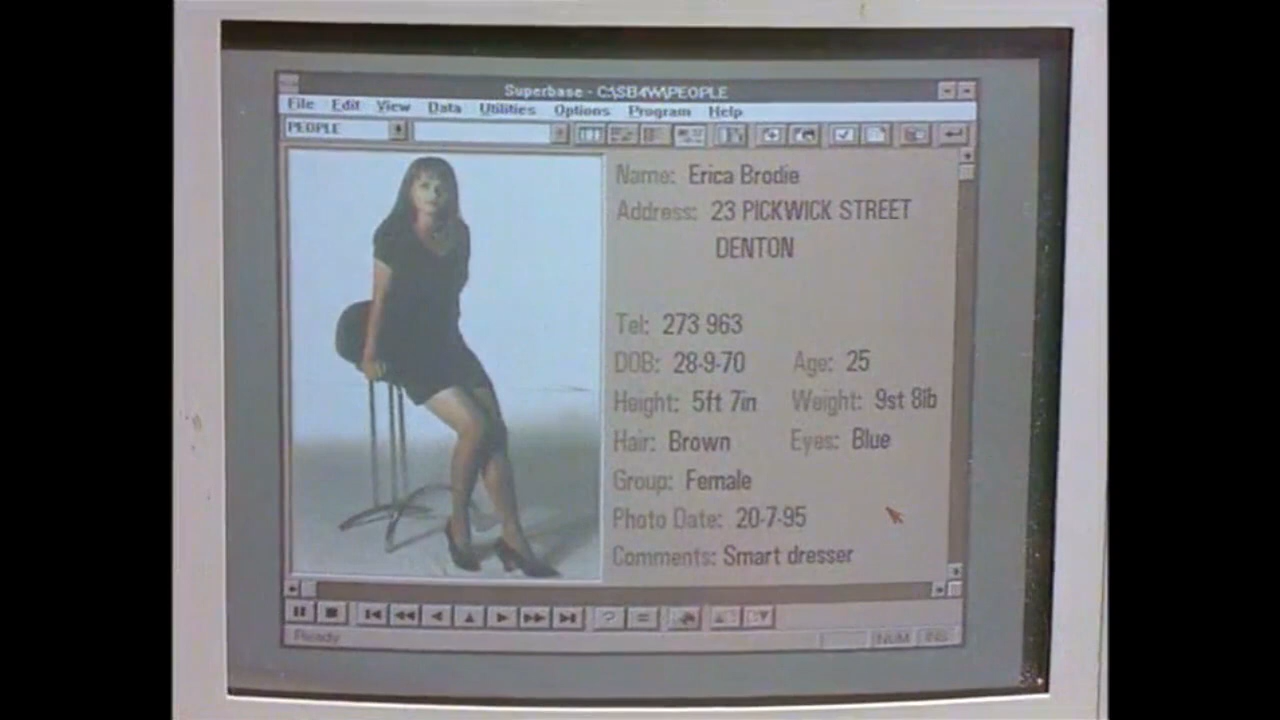 Superbase - C:\SB4W\PEOPLE
File Edit View Data Utilities Options Program Help
PEOPLE
Name: Erica Brodie
Address: 23 PICKWICK STREET
DENTON
Tel: 273 963
DOB: 28-9-70 Age: 25
Height: 5ft 7in Weight: 9st 8lb
Hair: Brown Eyes: Blue
Group: Female
Photo Date: 20-7-95
Comments: Smart dresser
Ready NUM INS